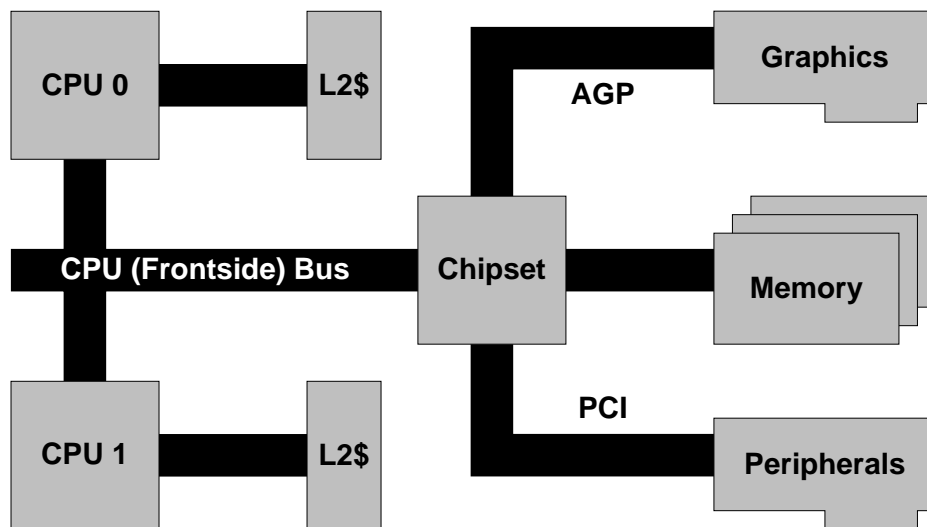 CPU 0
L2$
AGP
Graphics
CPU (Frontside) Bus
Chipset
Memory
CPU 1
L2$
PCI
Peripherals